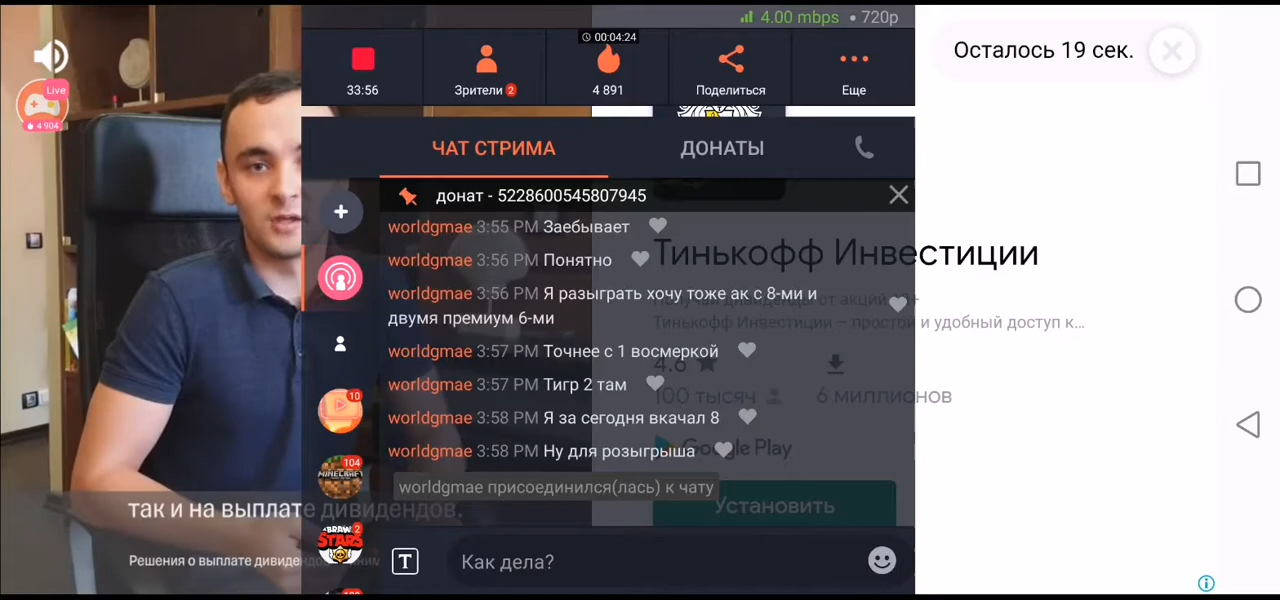 4.00 mbps • 720p
00:04:24
33:56
Зрители 2
4 891
Поделиться
Еще
Осталось 19 сек.
Live
4 904
ЧАТ СТРИМА
ДОНАТЫ
донат - 5228600545807945
worldgmae 3:55 PM Заебывает
worldgmae 3:56 PM Понятно
worldgmae 3:56 PM Я разыграть хочу тоже ак с 8-ми и
двумя премиум 6-ми
worldgmae 3:57 PM Точнее с 1 восмеркой
worldgmae 3:57 PM Тигр 2 там
worldgmae 3:58 PM Я за сегодня вкачал 8
worldgmae 3:58 PM Ну для розыгрыша
worldgmae присоединился(лась) к чату
Тинькофф Инвестиции
Тинькофф Инвестиции – простой и удобный доступ к...
4.6
100 тысяч
6 миллионов
Google Play
Установить
10
104
MINECRAFT
2
BRAWL
STARS
так и на выплате дивидендов.
Решения о выплате
T
Как дела?